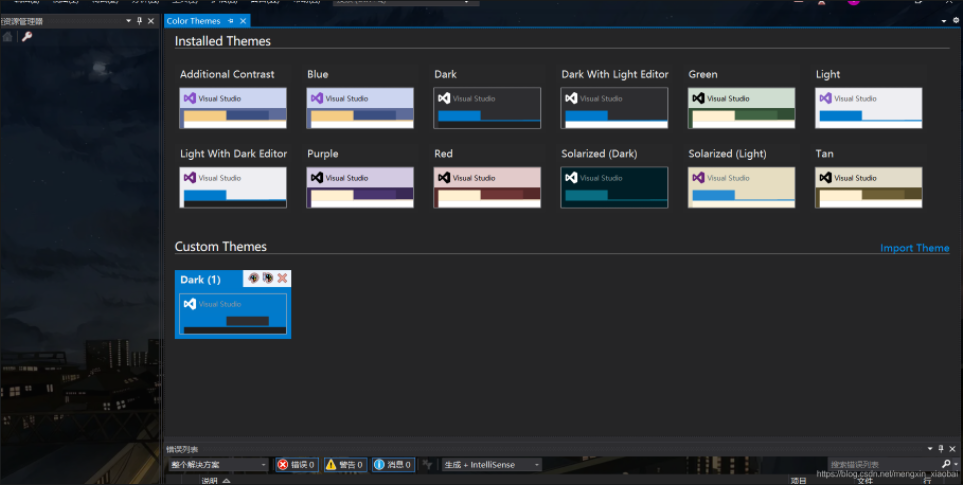 资源管理器
Color Themes
Installed Themes
Additional Contrast
Blue
Dark
Dark With Light Editor
Green
Light
Visual Studio
Visual Studio
Visual Studio
Visual Studio
Visual Studio
Visual Studio
Light With Dark Editor
Purple
Red
Solarized (Dark)
Solarized (Light)
Tan
Visual Studio
Visual Studio
Visual Studio
Visual Studio
Visual Studio
Visual Studio
Custom Themes
Import Theme
Dark (1)
Visual Studio
错误列表
整个解决方案
错误 0
警告 0
消息 0
生成 + IntelliSense
搜索错误列表
https://blog.csdn.net/mengxin_xiaobai
说明
项目
文件
行